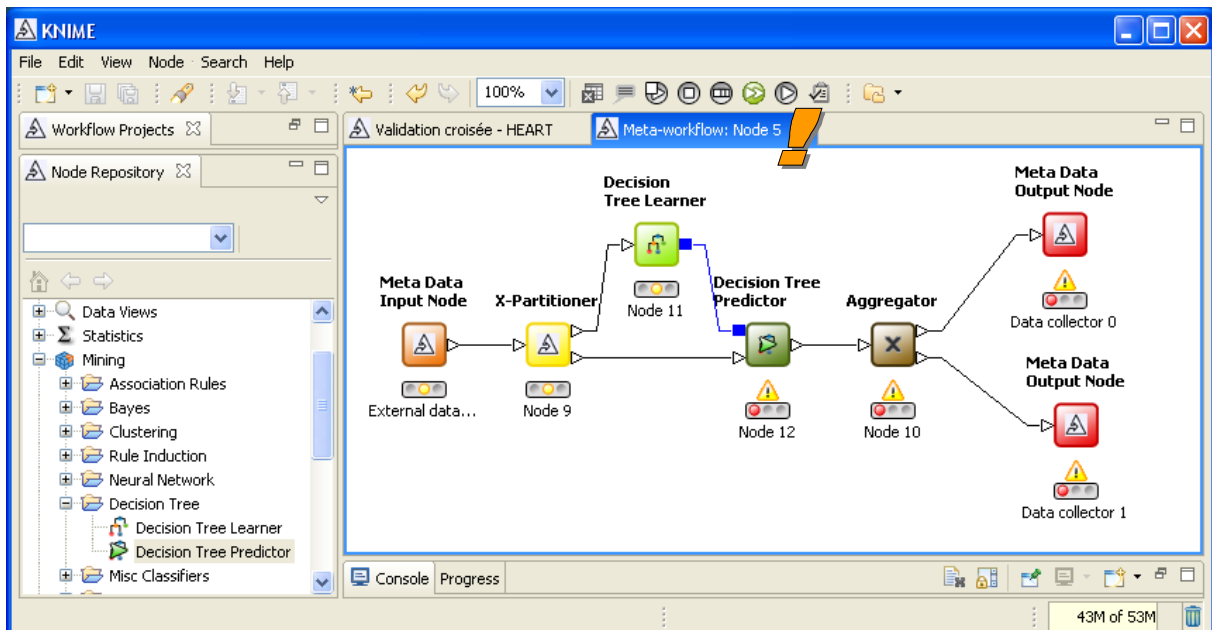 KNIME
File Edit View Node Search Help
100%
Workflow Projects
Validation croisée - HEART
Meta-workflow: Node 5
Node Repository
Data Views
Statistics
Mining
Association Rules
Bayes
Clustering
Rule Induction
Neural Network
Decision Tree
Decision Tree Learner
Decision Tree Predictor
Misc Classifiers
Meta Data
Input Node
External data...
X-Partitioner
Node 9
Decision
Tree Learner
Node 11
Decision Tree
Predictor
Node 12
Aggregator
Node 10
Meta Data
Output Node
Data collector 0
Meta Data
Output Node
Data collector 1
Console Progress
43M of 53M